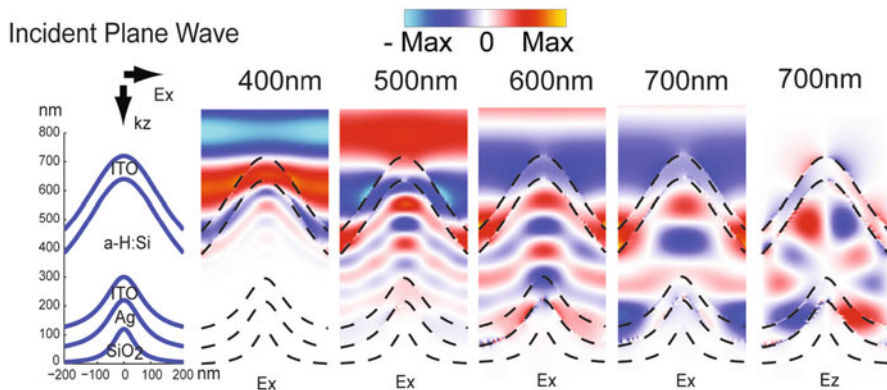 Incident Plane Wave
- Max 0 Max
Ex
kz
400nm 500nm 600nm 700nm 700nm
nm
800
700
600
500
400
300
200
100
0
ITO
a-H:Si
ITO
Ag
SiO2
−200 −100 0 100 200 nm
Ex Ex Ex Ex Ez